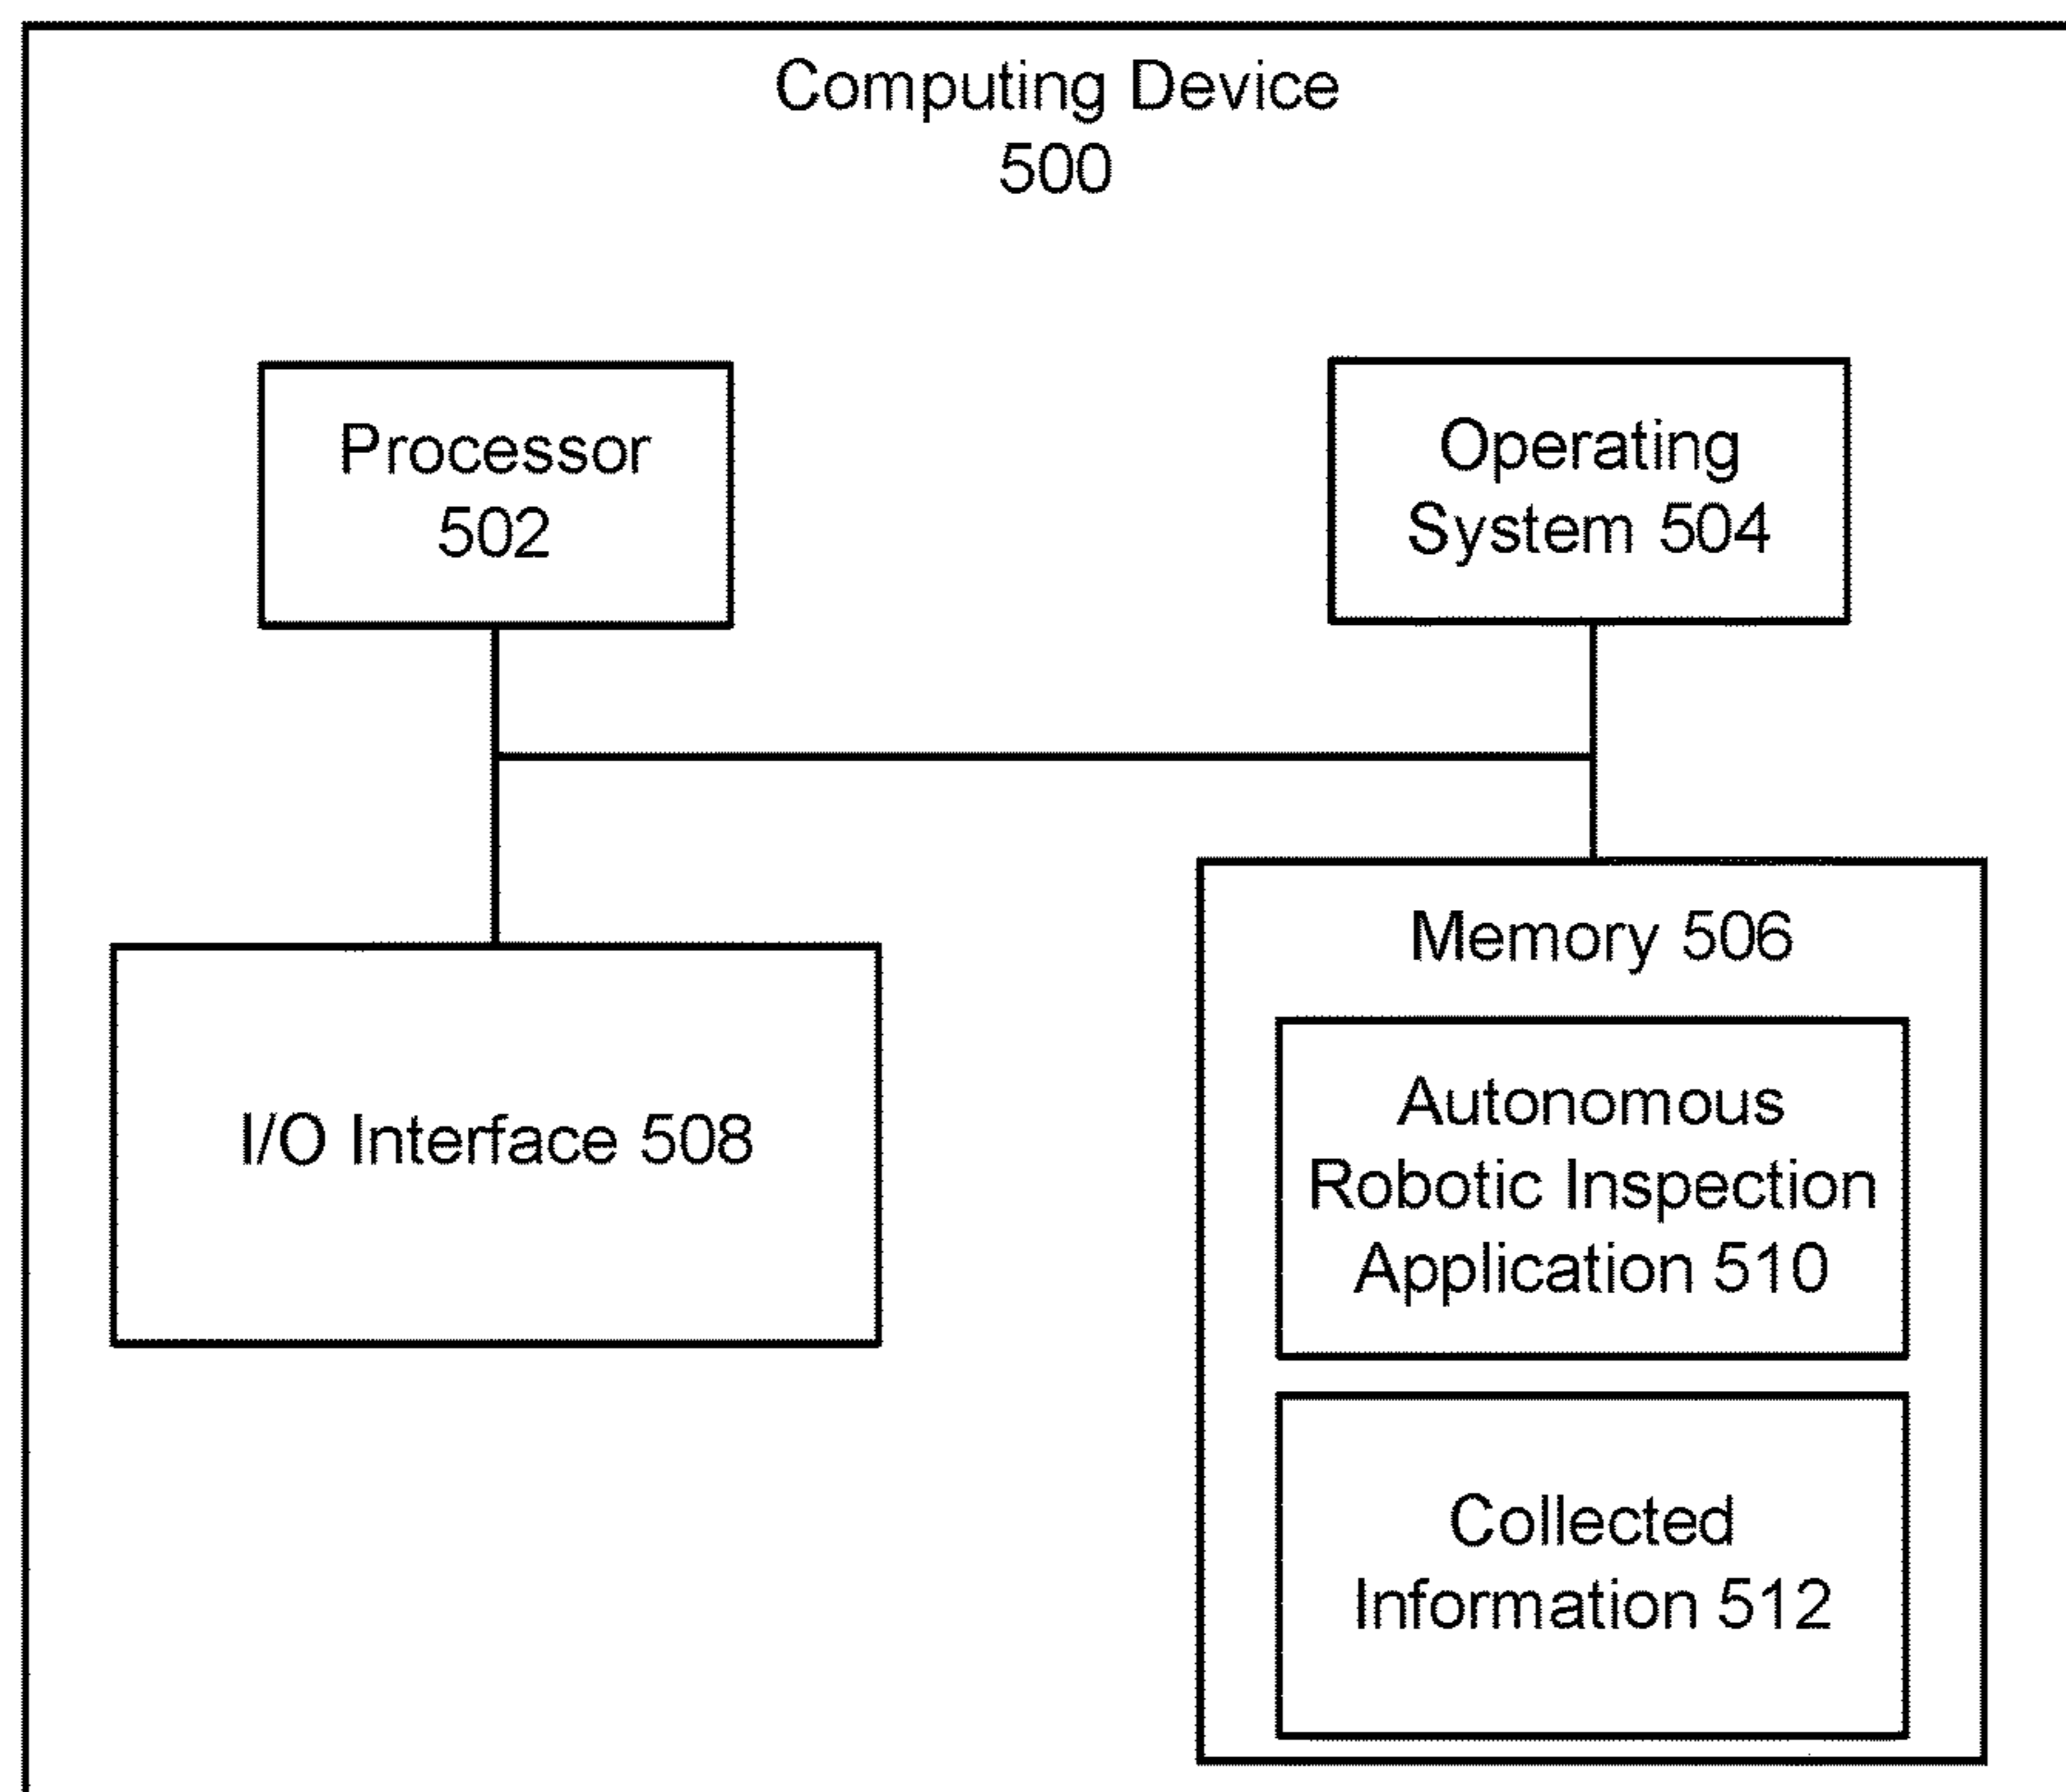 Computing Device
500
Processor
502
Operating
System 504
I/O Interface 508
Memory 506
Autonomous
Robotic Inspection
Application 510
Collected
Information 512